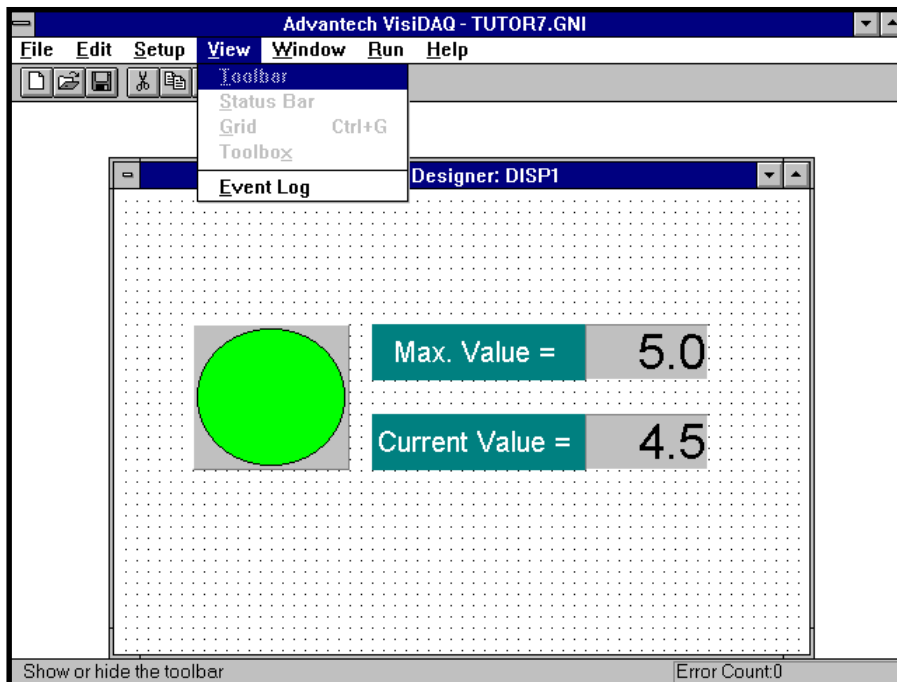 Advantech VisiDAQ - TUTOR7.GNI
File Edit Setup View Window Run Help
Toolbar
Status Bar
Grid Ctrl+G
Toolbox
Event Log
Designer: DISP1
Max. Value = 5.0
Current Value = 4.5
Show or hide the toolbar Error Count:0